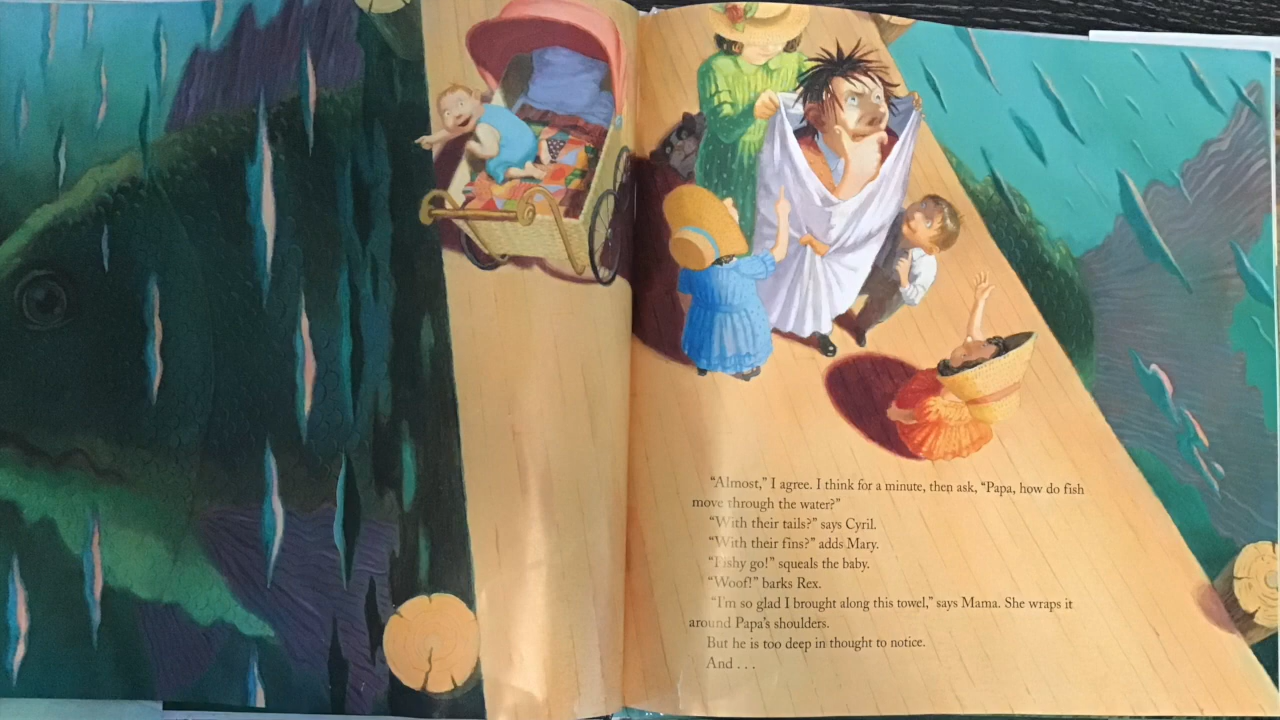 “Almost,” I agree. I think for a minute, then ask, “Papa, how do fish
move through the water?”
“With their tails?” says Cyril.
“With their fins?” adds Mary.
“Fishy go!” squeals the baby.
“Woof!” barks Rex.
“I’m so glad I brought along this towel,” says Mama. She wraps it
around Papa’s shoulders.
But he is too deep in thought to notice.
And . . .